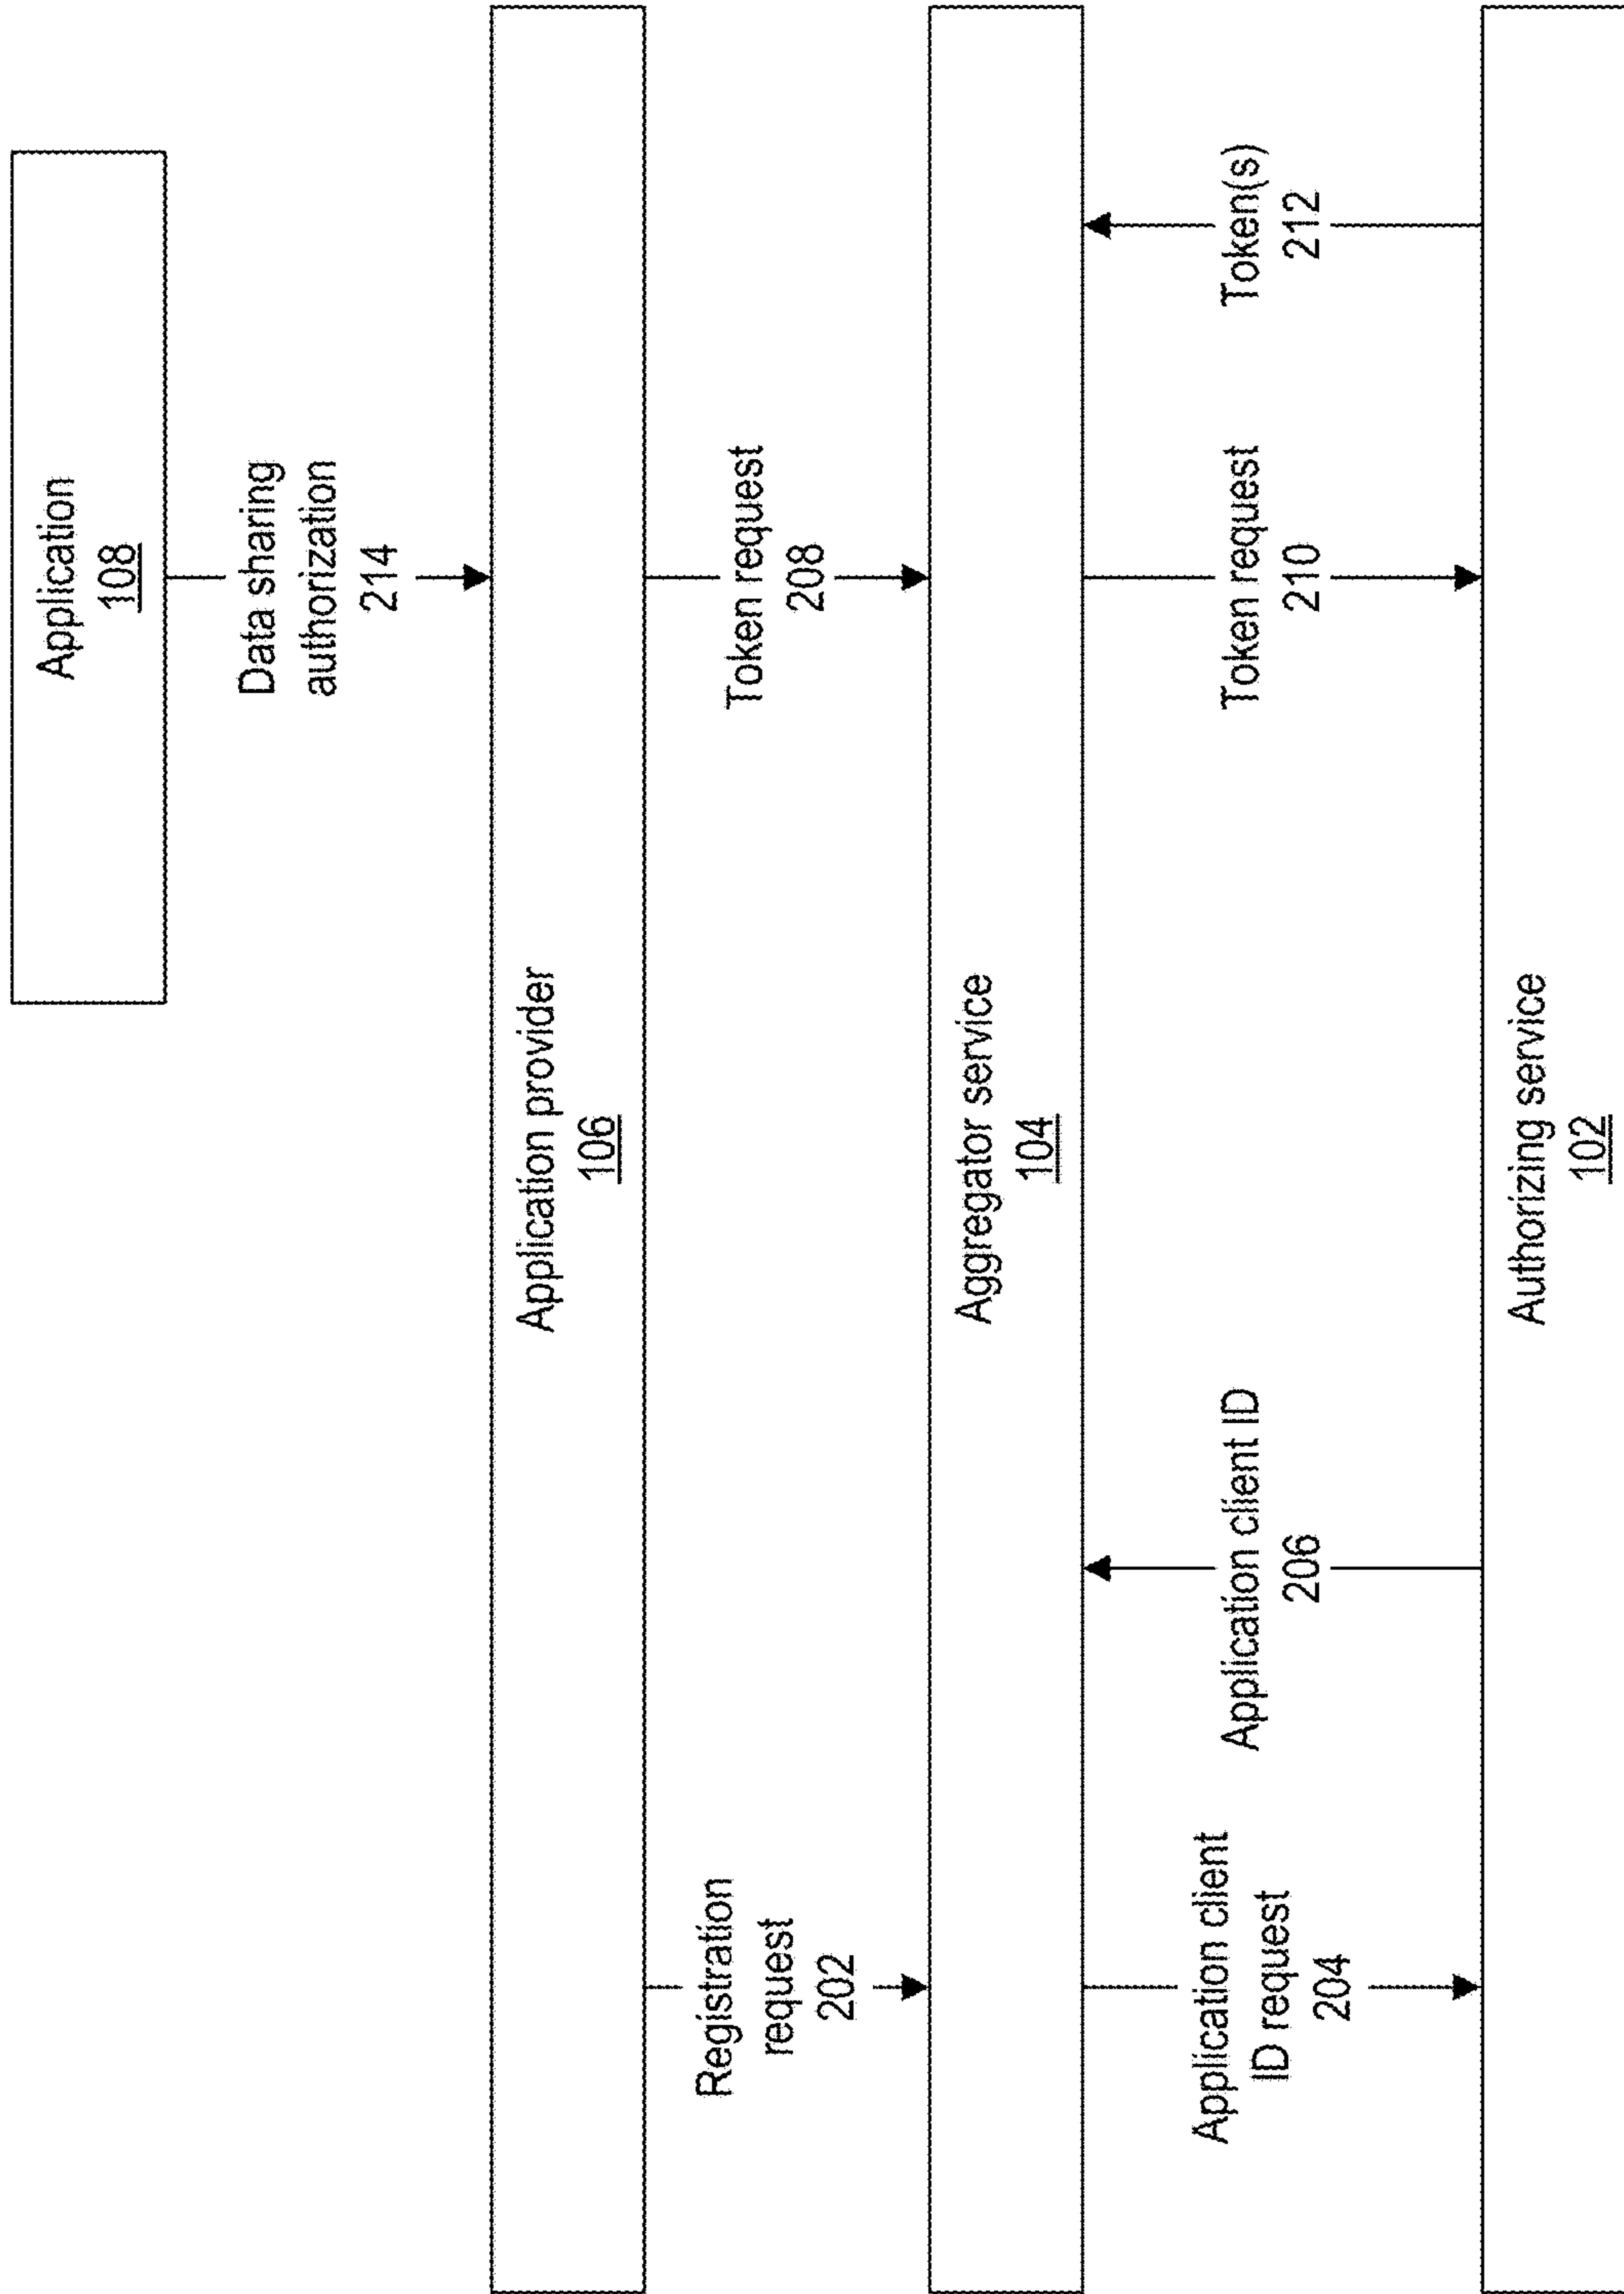 Application
108
Data sharing
authorization
214
Application provider
106
Registration
request
202
Token request
208
Aggregator service
104
Application client
ID request
204
Application client ID
206
Token request
210
Token(s)
212
Authorizing service
102